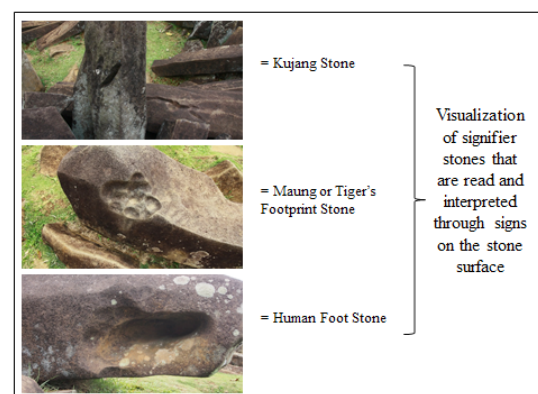 = Kujang Stone
= Maung or Tiger's
Footprint Stone
= Human Foot Stone
Visualization
of signifier
stones that
are read and
interpreted
through signs
on the stone
surface